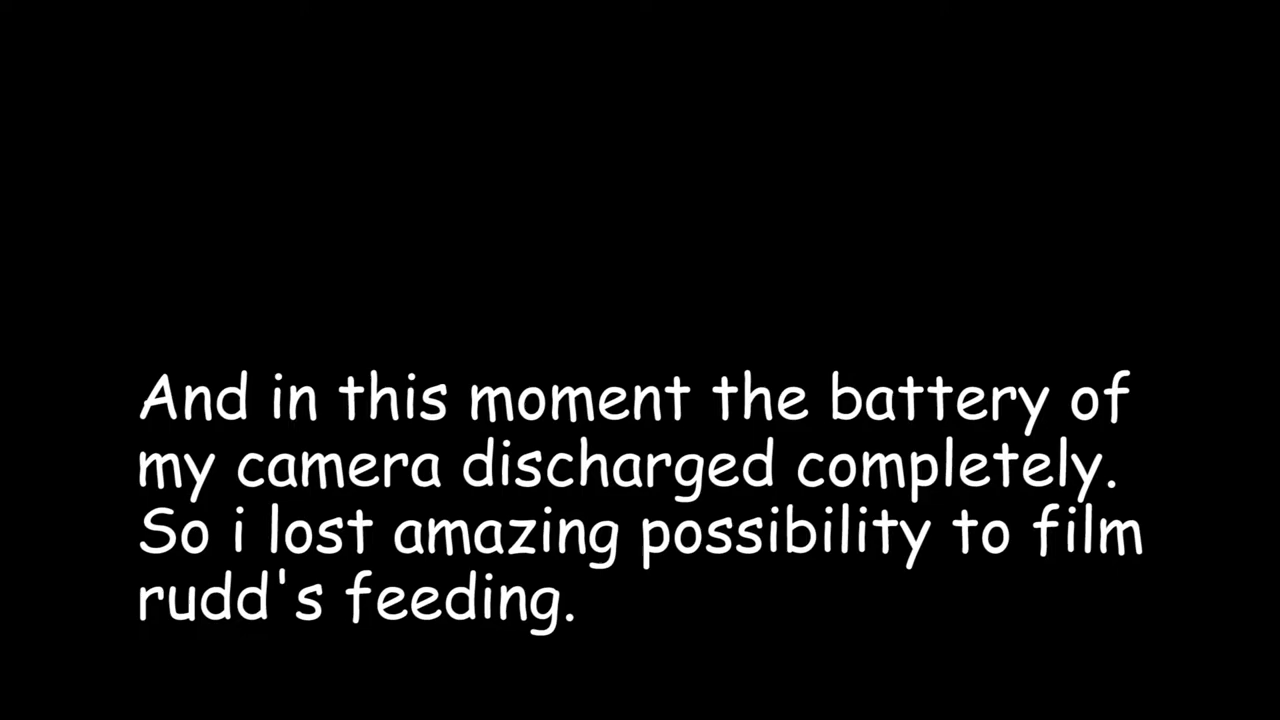 And in this moment the battery of
my camera discharged completely.
So i lost amazing possibility to film
rudd's feeding.